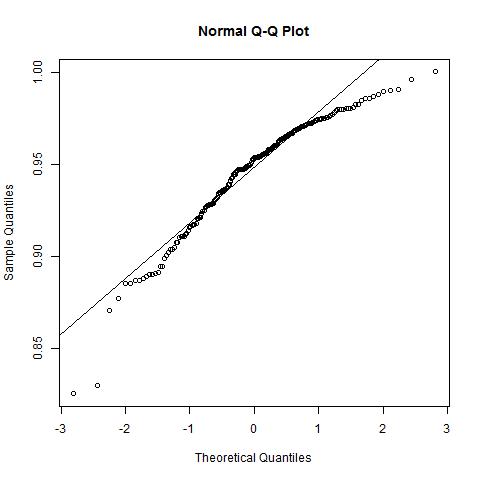 Normal Q-Q Plot
1.00
0.95
0.90
0.85
Sample Quantiles
-3 -2 -1 0 1 2 3
Theoretical Quantiles